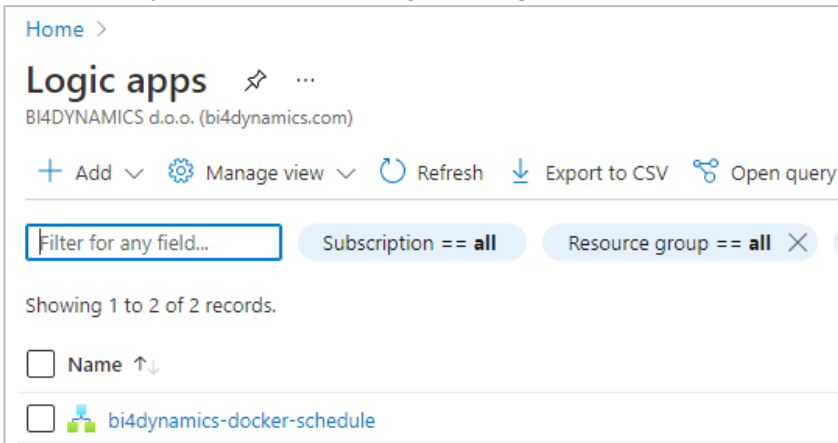 Home >
Logic apps ...
BI4DYNAMICS d.o.o. (bi4dynamics.com)
+ Add Manage view Refresh Export to CSV Open query
Filter for any field... Subscription == all Resource group == all ×
Showing 1 to 2 of 2 records.
Name ↑↓
bi4dynamics-docker-schedule